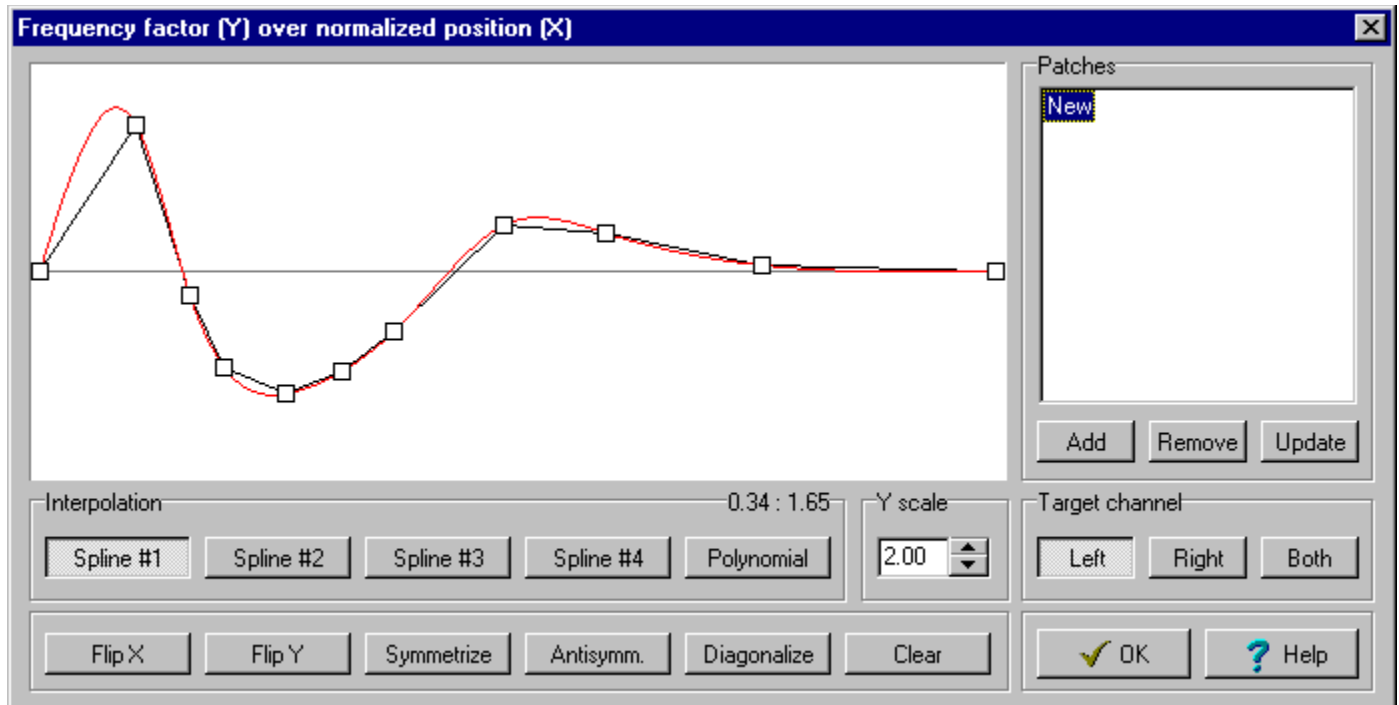 Frequency factor (Y) over normalized position (X)
Patches
New
Add Remove Update
Interpolation 0.34 : 1.65 Y scale Target channel
Spline #1 Spline #2 Spline #3 Spline #4 Polynomial 2.00 Left Right Both
Flip X Flip Y Symmetrize Antisymm. Diagonalize Clear OK ? Help